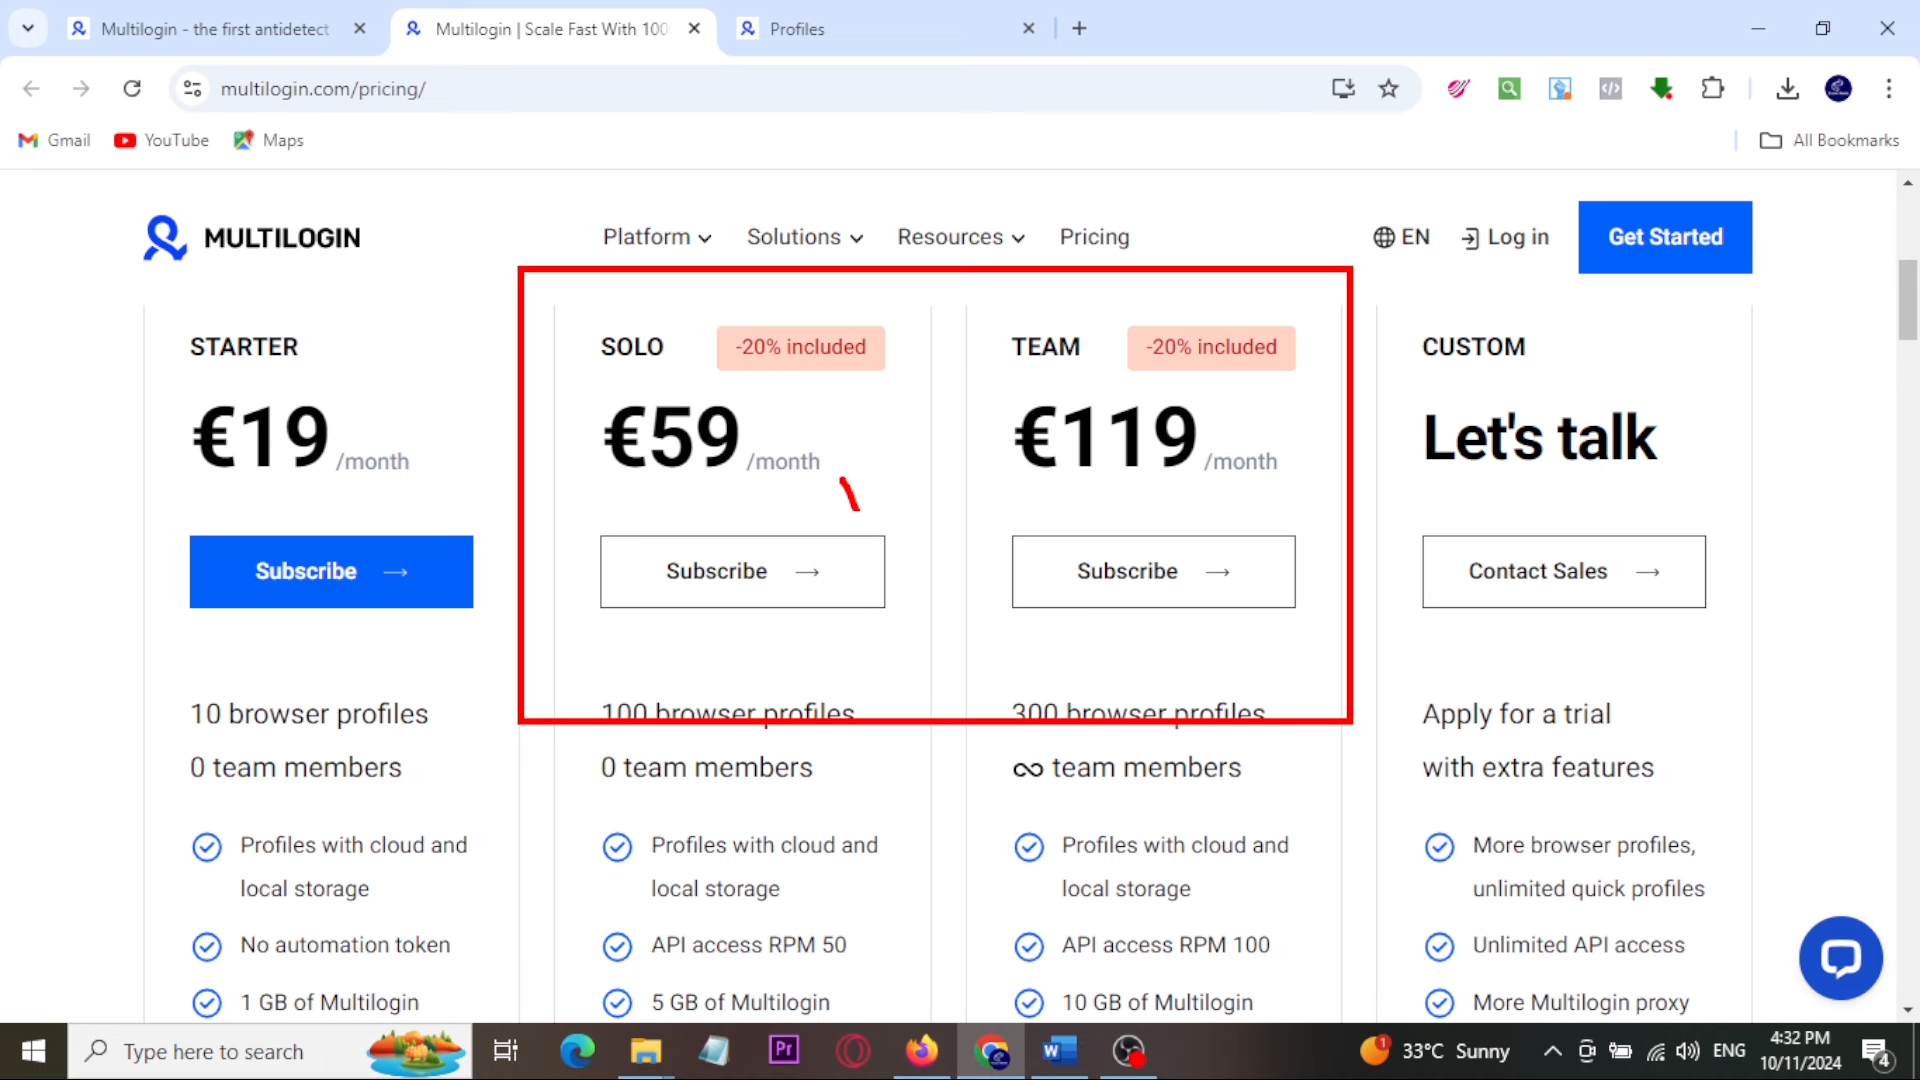 Multilogin - the first antidetect
Multilogin | Scale Fast With 100
Profiles
multilogin.com/pricing/
Gmail
YouTube
Maps
All Bookmarks
MULTILOGIN
Platform
Solutions
Resources
Pricing
EN
Log in
Get Started
STARTER
€19 /month
Subscribe
10 browser profiles
0 team members
Profiles with cloud and
local storage
No automation token
1 GB of Multilogin
SOLO
-20% included
€59 /month
Subscribe
100 browser profiles
0 team members
Profiles with cloud and
local storage
API access RPM 50
5 GB of Multilogin
TEAM
-20% included
€119 /month
Subscribe
300 browser profiles
∞ team members
Profiles with cloud and
local storage
API access RPM 100
10 GB of Multilogin
CUSTOM
Let's talk
Contact Sales
Apply for a trial
with extra features
More browser profiles,
unlimited quick profiles
Unlimited API access
More Multilogin proxy
Type here to search
Pr
W
1
33°C Sunny
ENG
4:32 PM
10/11/2024
4